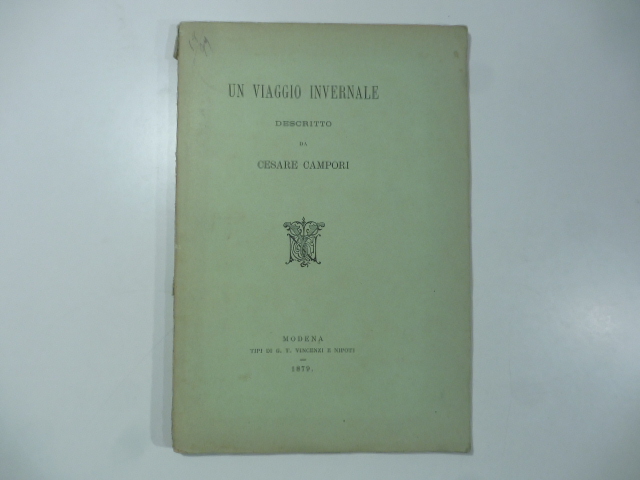 UN VIAGGIO INVERNALE
DESCRITTO
DA
CESARE CAMPORI
MODENA
TIPI DI G. T. VINCENZI E NIPOTI
1879.